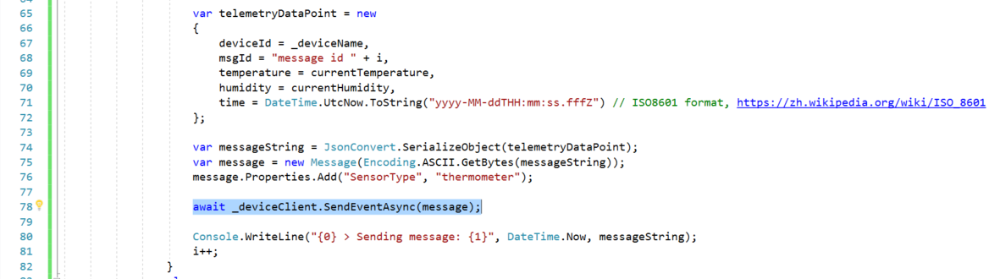 65 var telemetryDataPoint = new
66 {
67 deviceId = _deviceName,
68 msgId = "message id " + i,
69 temperature = currentTemperature,
70 humidity = currentHumidity,
71 time = DateTime.UtcNow.ToString("yyyy-MM-ddTHH:mm:ss.fffZ") // ISO8601 format, https://zh.wikipedia.org/wiki/ISO_8601
72 };
73
74 var messageString = JsonConvert.SerializeObject(telemetryDataPoint);
75 var message = new Message(Encoding.ASCII.GetBytes(messageString));
76 message.Properties.Add("SensorType", "thermometer");
77
78 await _deviceClient.SendEventAsync(message);
79
80 Console.WriteLine("{0} > Sending message: {1}", DateTime.Now, messageString);
81 i++;
82 }